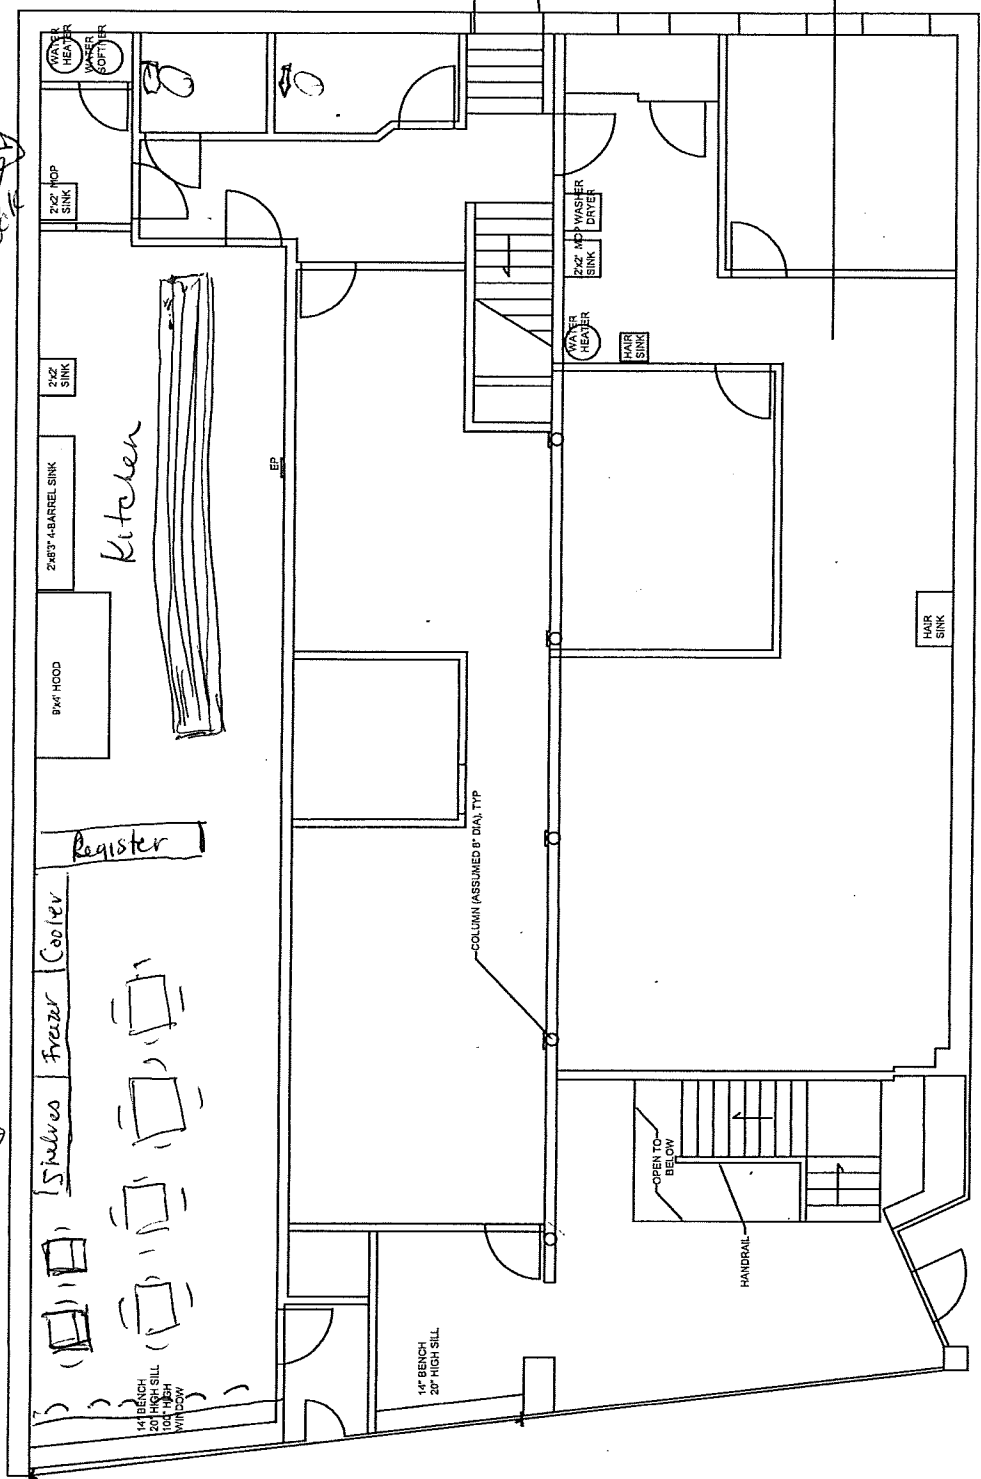 WATER
HEATER
WATER
SOFTNER
2'x2' MOP
SINK
2'x2'
SINK
2'x8'3" 4-BARREL SINK
Kitchen
EP
9'x4' HOOD
Register
Cooler
Freezer
Shelves
14" BENCH
20" HIGH SILL
100" HIGH
WINDOW
WASHER
DRYER
2'x2' MOP
SINK
WATER
HEATER
HAIR
SINK
HAIR
SINK
COLUMN (ASSUMED 8" DIA), TYP
OPEN TO
BELOW
HANDRAIL
14" BENCH
20" HIGH SILL